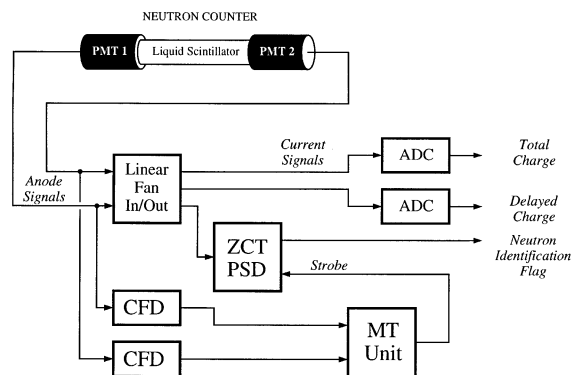 NEUTRON COUNTER
PMT 1
Liquid Scintillator
PMT 2
Current
Signals
ADC
Total
Charge
Linear
Fan
In/Out
Anode
Signals
ADC
Delayed
Charge
ZCT
PSD
Neutron
Identification
Flag
Strobe
CFD
MT
Unit
CFD